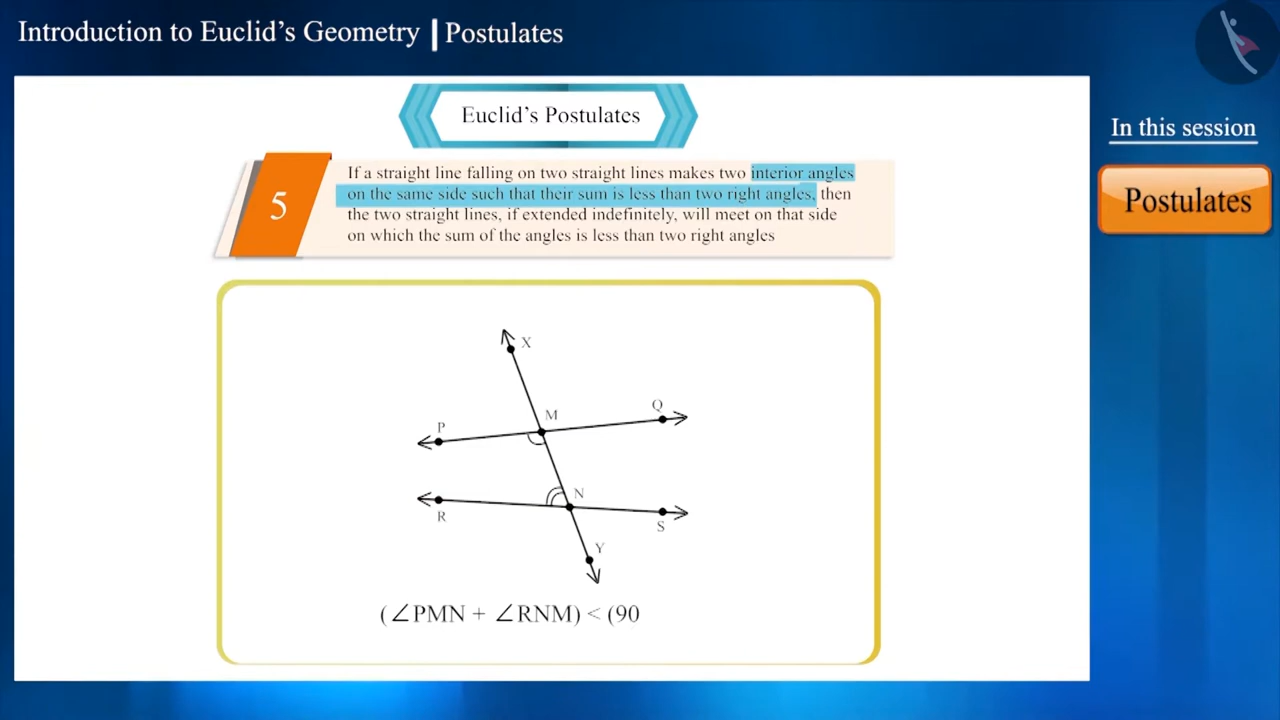 Introduction to Euclid’s Geometry | Postulates
In this session
Postulates
Euclid’s Postulates
5
If a straight line falling on two straight lines makes two interior angles
on the same side such that their sum is less than two right angles, then
the two straight lines, if extended indefinitely, will meet on that side
on which the sum of the angles is less than two right angles
X
M
Q
P
N
R
S
Y
(∠PMN + ∠RNM) < (90